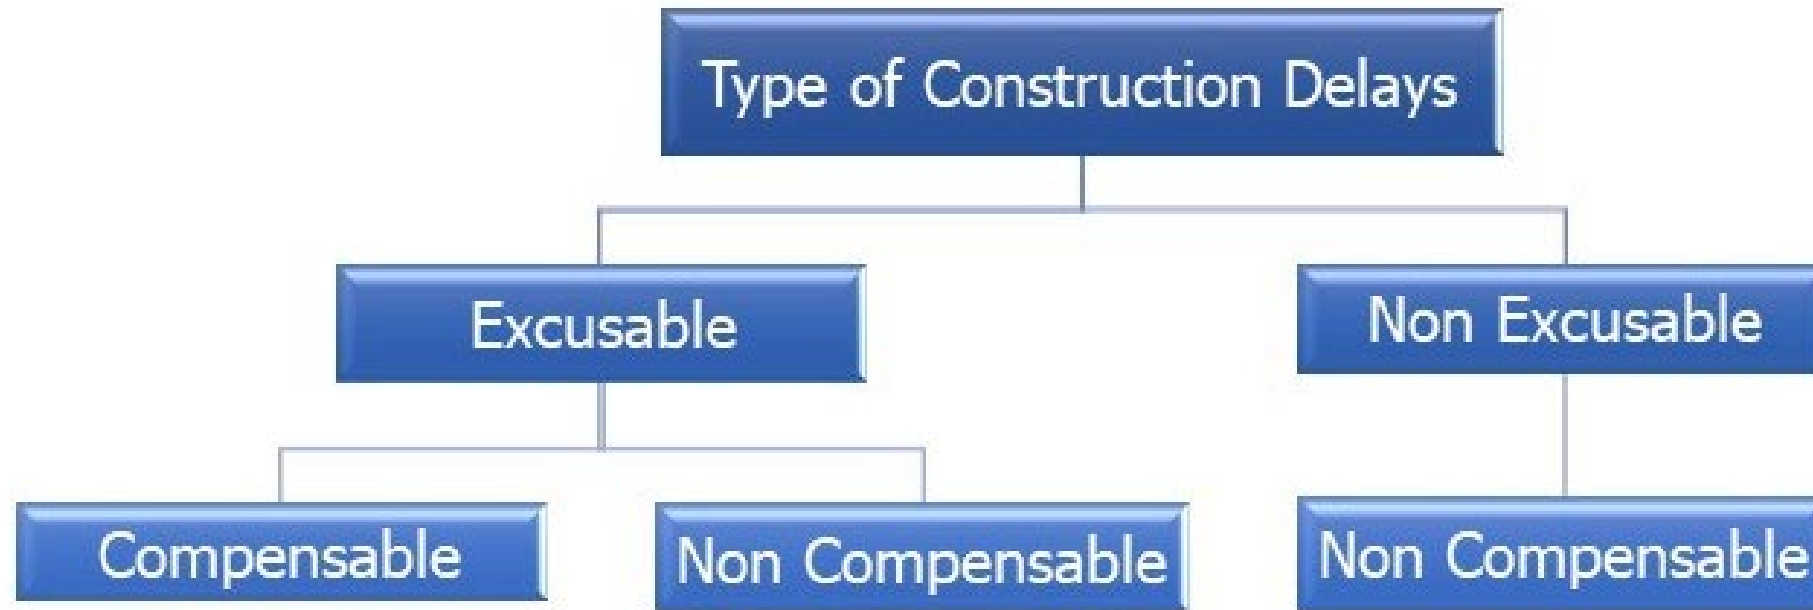 Type of Construction Delays
Excusable
Non Excusable
Compensable
Non Compensable
Non Compensable